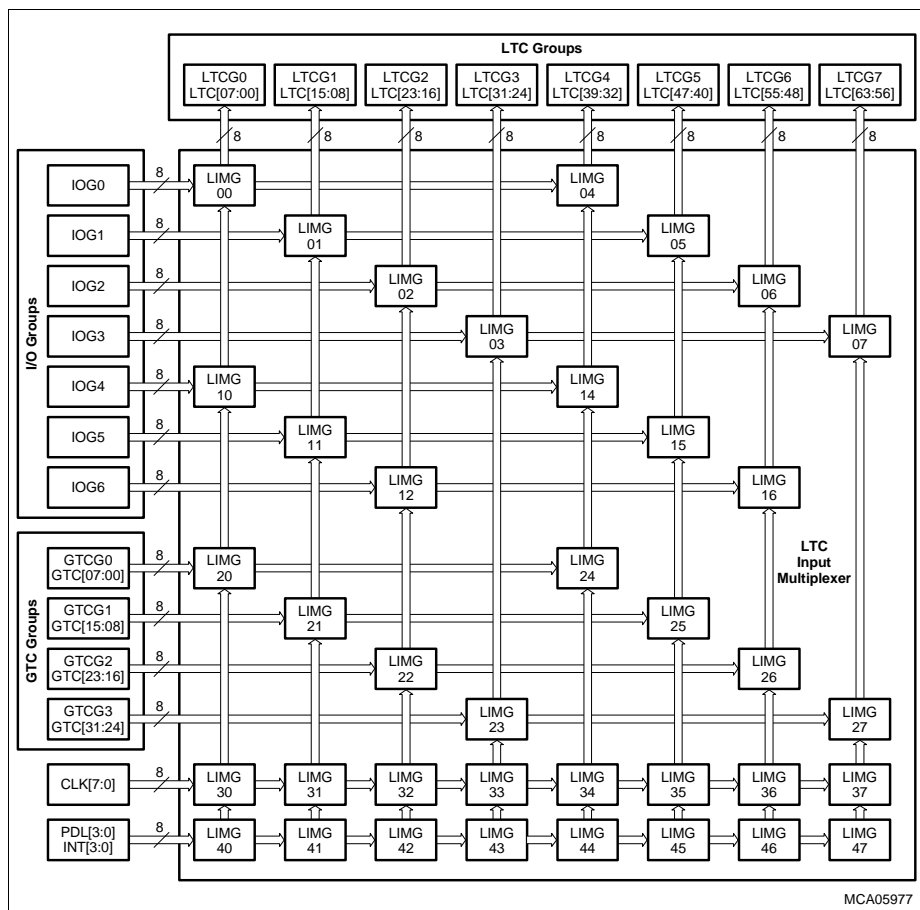 LTC Groups
LTCG0 LTCG1 LTCG2 LTCG3 LTCG4 LTCG5 LTCG6 LTCG7
LTC[07:00] LTC[15:08] LTC[23:16] LTC[31:24] LTC[39:32] LTC[47:40] LTC[55:48] LTC[63:56]
8 8 8 8 8 8 8 8
I/O Groups
IOG0 8 LIMG LIMG
00 04
IOG1 8 LIMG LIMG
01 05
IOG2 8 LIMG LIMG
02 06
IOG3 8 LIMG LIMG
03 07
IOG4 8 LIMG LIMG
10 14
IOG5 8 LIMG LIMG
11 15
IOG6 8 LIMG LIMG
12 16
GTC Groups
GTCG0 8 LIMG LIMG
GTC[07:00] 20 24
LTC
Input
Multiplexer
GTCG1 8 LIMG LIMG
GTC[15:08] 21 25
GTCG2 8 LIMG LIMG
GTC[23:16] 22 26
GTCG3 8 LIMG LIMG
GTC[31:24] 23 27
CLK[7:0] 8 LIMG LIMG LIMG LIMG LIMG LIMG LIMG LIMG
30 31 32 33 34 35 36 37
PDL[3:0] 8 LIMG LIMG LIMG LIMG LIMG LIMG LIMG LIMG
INT[3:0] 40 41 42 43 44 45 46 47
MCA05977